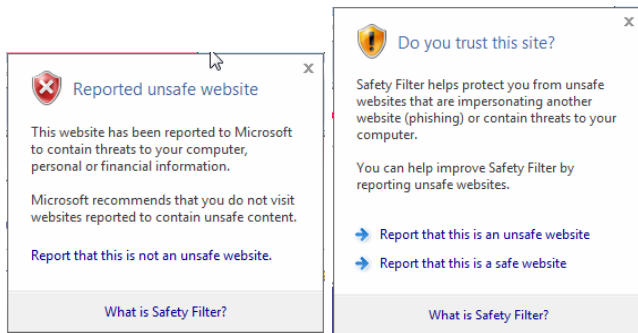 x
Reported unsafe website
This website has been reported to Microsoft
to contain threats to your computer,
personal or financial information.
Microsoft recommends that you do not visit
websites reported to contain unsafe content.
Report that this is not an unsafe website.
What is Safety Filter?
x
Do you trust this site?
Safety Filter helps protect you from unsafe
websites that are impersonating another
website (phishing) or contain threats to your
computer.
You can help improve Safety Filter by
reporting unsafe websites.
Report that this is an unsafe website
Report that this is a safe website
What is Safety Filter?